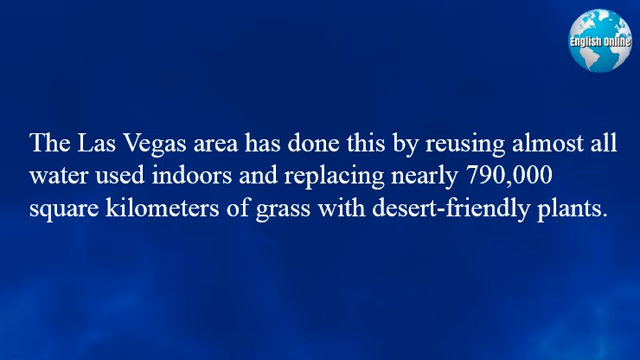 English Online
The Las Vegas area has done this by reusing almost all
water used indoors and replacing nearly 790,000
square kilometers of grass with desert-friendly plants.